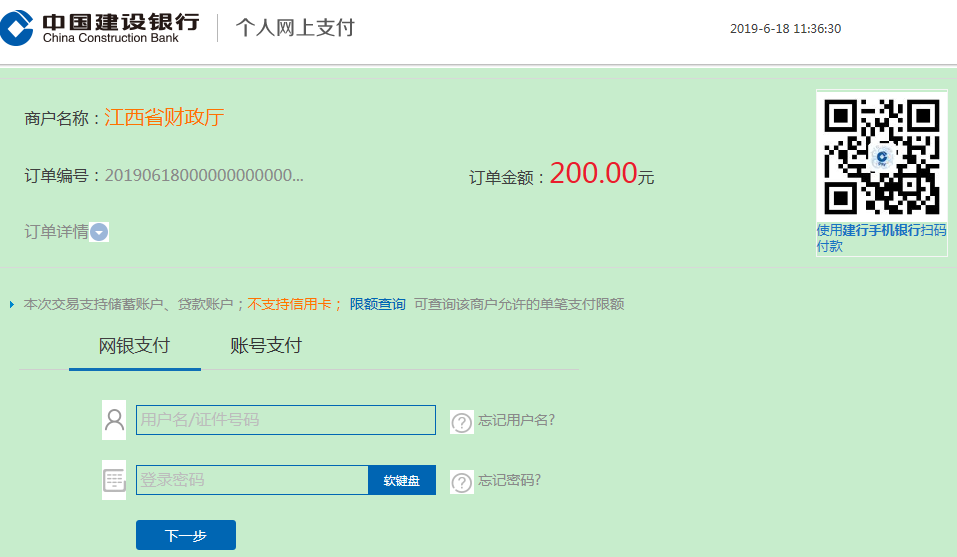 中国建设银行
China Construction Bank
个人网上支付
2019-6-18 11:36:30
商户名称：江西省财政厅
订单编号：20190618000000000000...
订单金额：200.00元
订单详情
使用建行手机银行扫码
付款
本次交易支持储蓄账户、贷款账户；不支持信用卡； 限额查询 可查询该商户允许的单笔支付限额
网银支付
账号支付
用户名/证件号码
忘记用户名?
登录密码
软键盘
忘记密码?
下一步